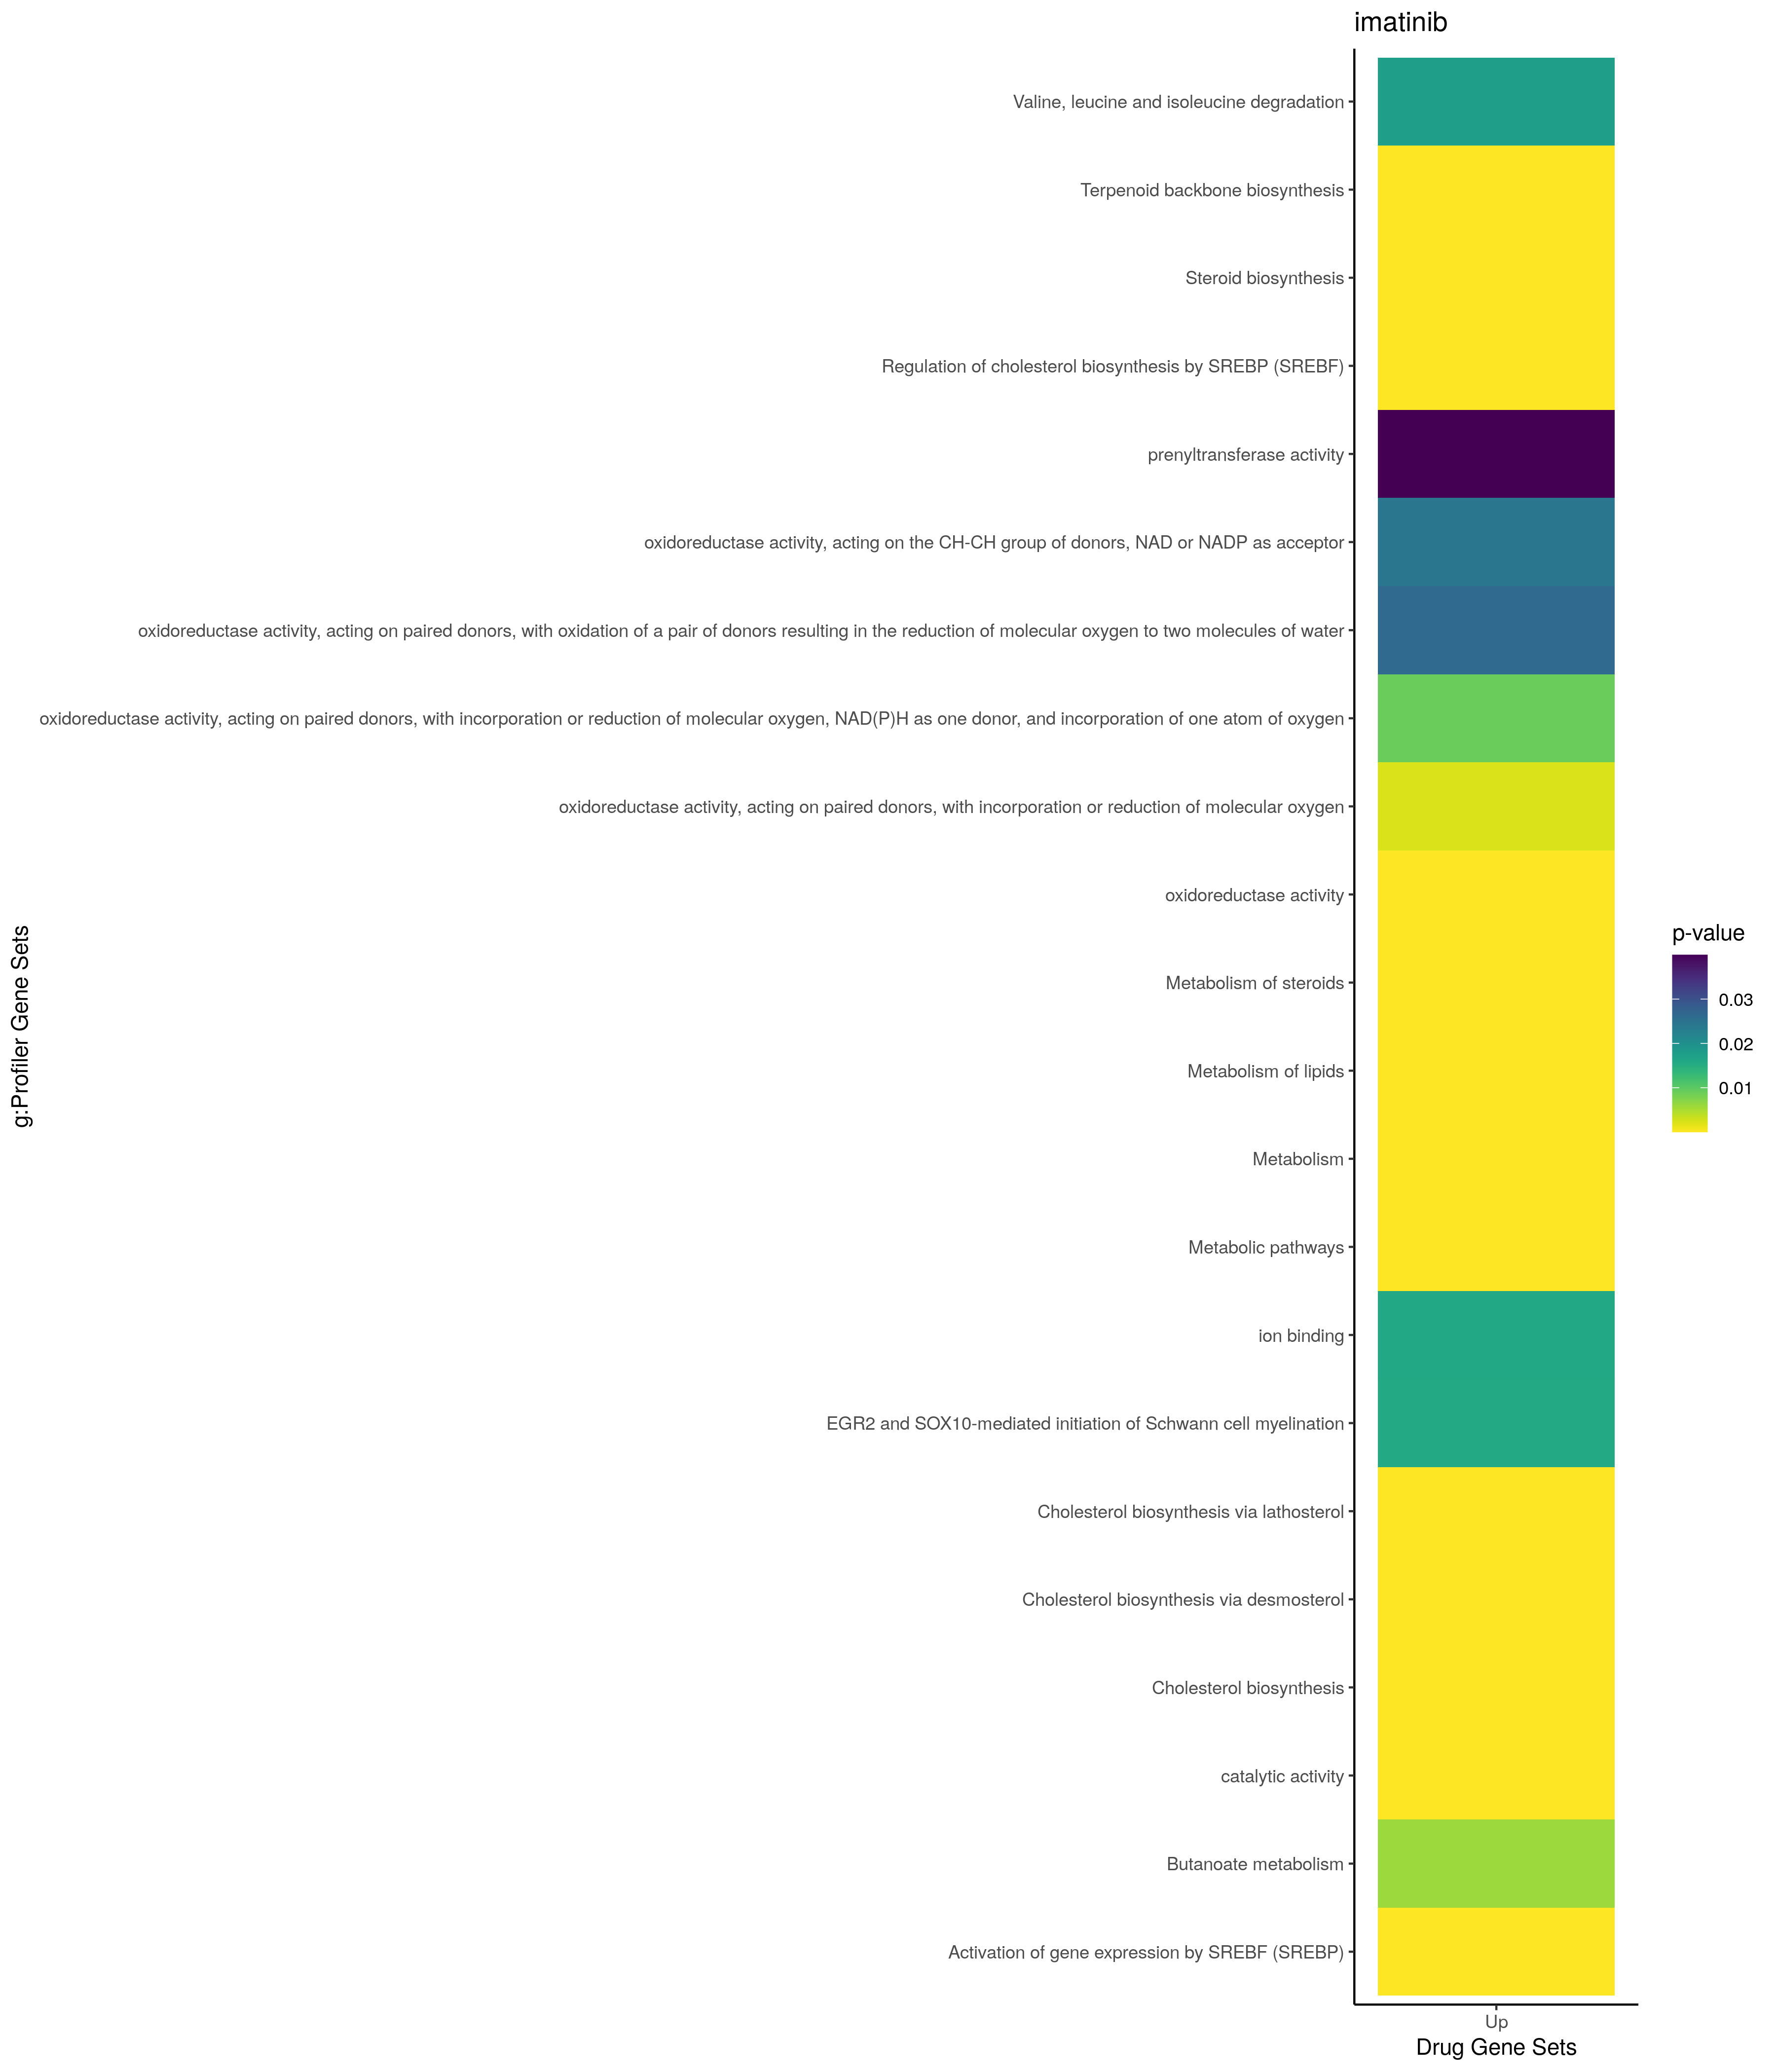 imatinib
Valine, leucine and isoleucine degradation
Terpenoid backbone biosynthesis
Steroid biosynthesis
Regulation of cholesterol biosynthesis by SREBP (SREBF)
prenyltransferase activity
oxidoreductase activity, acting on the CH-CH group of donors, NAD or NADP as acceptor
oxidoreductase activity, acting on paired donors, with oxidation of a pair of donors resulting in the reduction of molecular oxygen to two molecules of water
oxidoreductase activity, acting on paired donors, with incorporation or reduction of molecular oxygen, NAD(P)H as one donor, and incorporation of one atom of oxygen
oxidoreductase activity, acting on paired donors, with incorporation or reduction of molecular oxygen
oxidoreductase activity
Metabolism of steroids
Metabolism of lipids
Metabolism
Metabolic pathways
ion binding
EGR2 and SOX10-mediated initiation of Schwann cell myelination
Cholesterol biosynthesis via lathosterol
Cholesterol biosynthesis via desmosterol
Cholesterol biosynthesis
catalytic activity
Butanoate metabolism
Activation of gene expression by SREBF (SREBP)
g:Profiler Gene Sets
Up
Drug Gene Sets
p-value
0.03
0.02
0.01